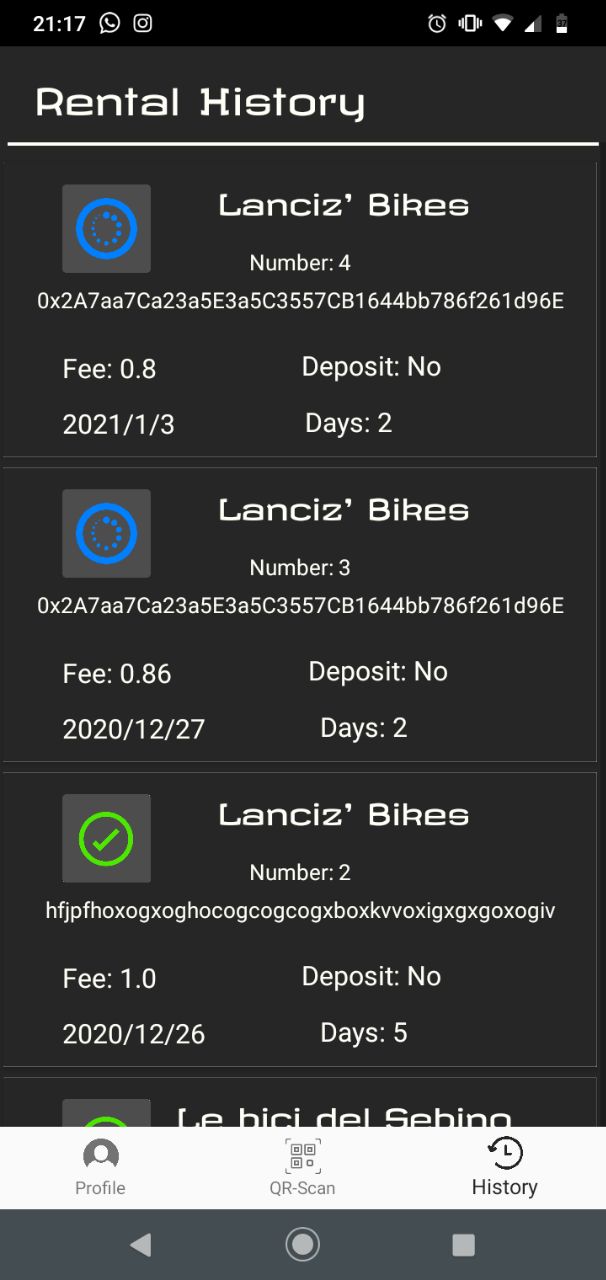 21:17
37
Rental History
Lanciz' Bikes
Number: 4
0x2A7aa7Ca23a5E3a5C3557CB1644bb786f261d96E
Fee: 0.8
Deposit: No
2021/1/3
Days: 2
Lanciz' Bikes
Number: 3
0x2A7aa7Ca23a5E3a5C3557CB1644bb786f261d96E
Fee: 0.86
Deposit: No
2020/12/27
Days: 2
Lanciz' Bikes
Number: 2
hfjpfhoxogxoghocogcogcogxboxkvvoxigxgxgoxogiv
Fee: 1.0
Deposit: No
2020/12/26
Days: 5
Le bici del Sebino
Profile
QR-Scan
History